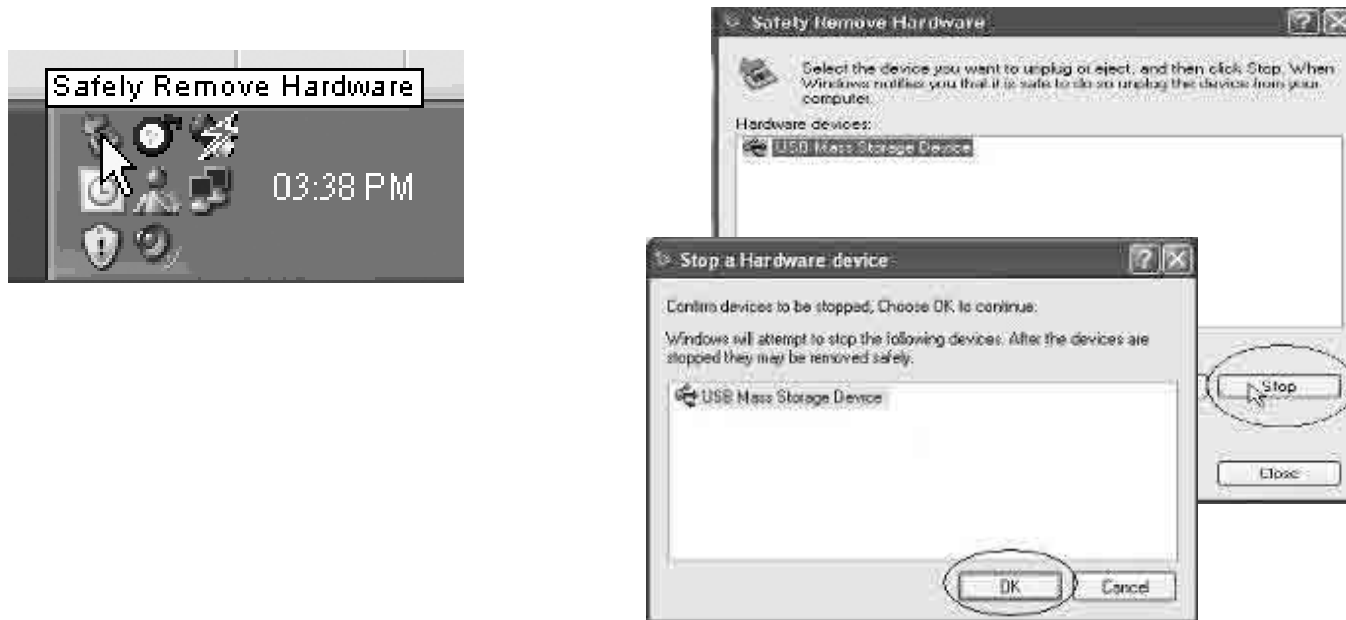 Safely Remove Hardware
03:38 PM
Safely Remove Hardware
Select the device you want to unplug or eject, and then click Stop. When
Windows notifies you that it is safe to do so unplug the device from your
computer.
Hardware devices:
USB Mass Storage Device
Stop
Close
Stop a Hardware device
Confirm devices to be stopped, Choose OK to continue.
Windows will attempt to stop the following devices. After the devices are
stopped they may be removed safely.
USB Mass Storage Device
OK
Cancel